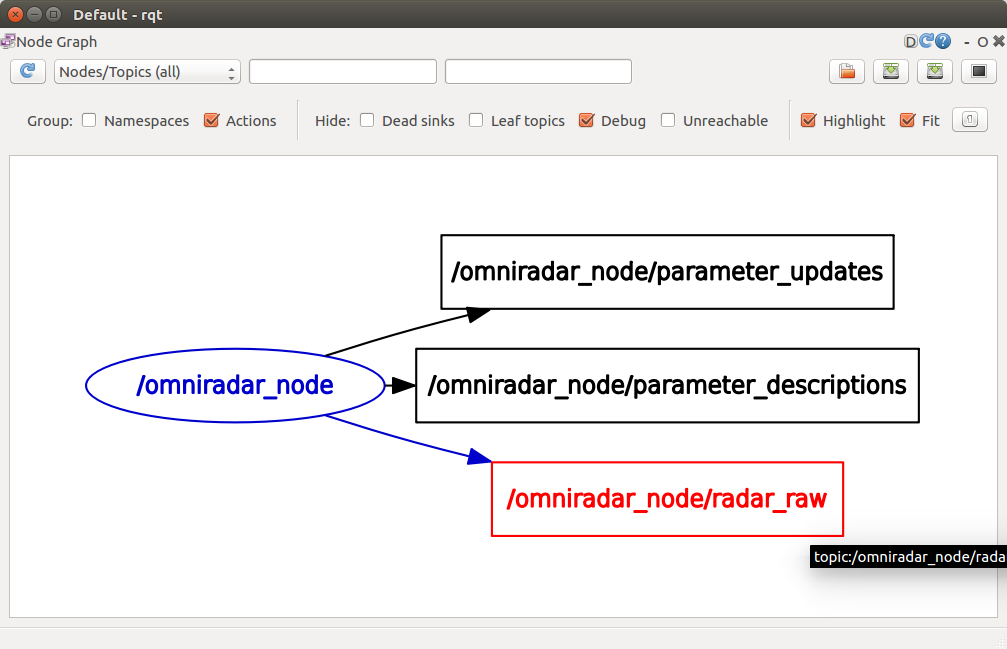 Default - rqt
Node Graph
D
?
- O
Nodes/Topics (all)
Group: Namespaces Actions Hide: Dead sinks Leaf topics Debug Unreachable Highlight Fit
/omniradar_node/parameter_updates
/omniradar_node
/omniradar_node/parameter_descriptions
/omniradar_node/radar_raw
topic:/omniradar_node/rada